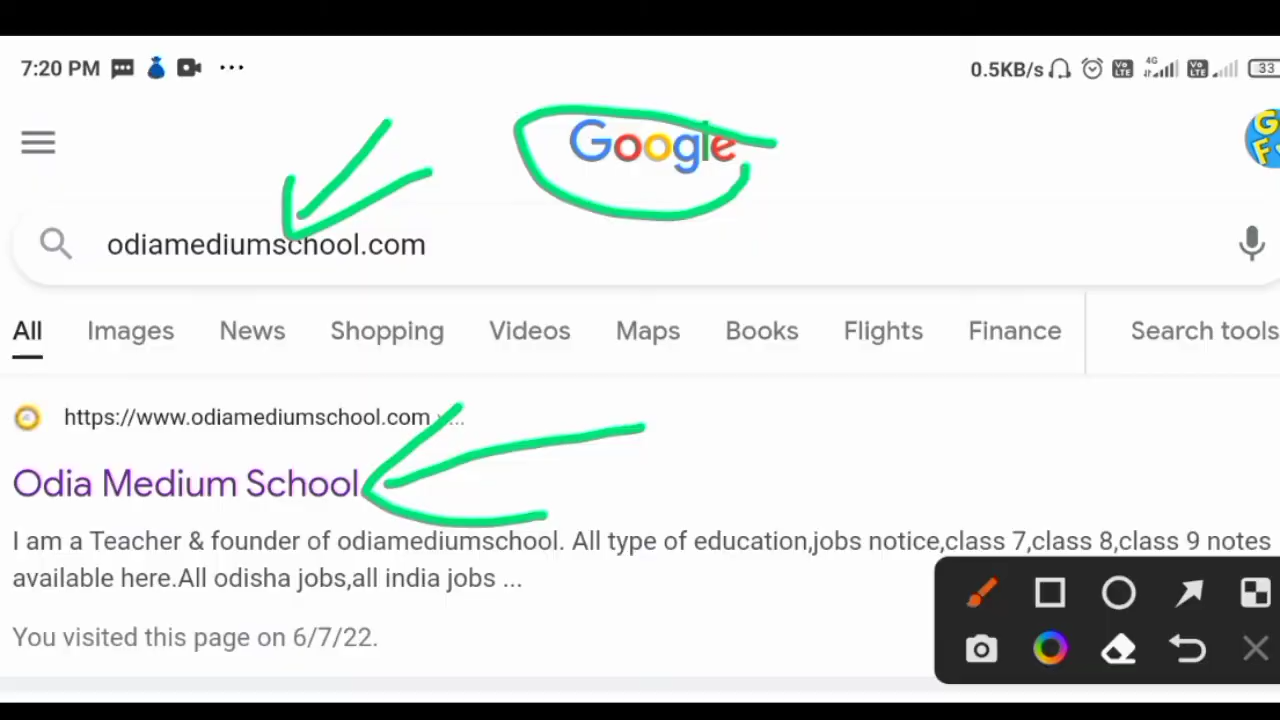 7:20 PM 0.5KB/s 4G 33
Google
odiamediumschool.com
All Images News Shopping Videos Maps Books Flights Finance Search tools
https://www.odiamediumschool.com
Odia Medium School
I am a Teacher & founder of odiamediumschool. All type of education,jobs notice,class 7,class 8,class 9 notes
available here.All odisha jobs,all india jobs ...
You visited this page on 6/7/22.